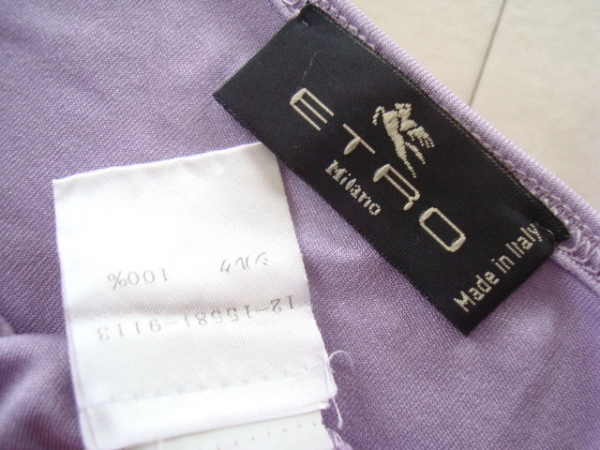 ETRO
Milano
Made in Italy
シルク 100%
12-15581-9113